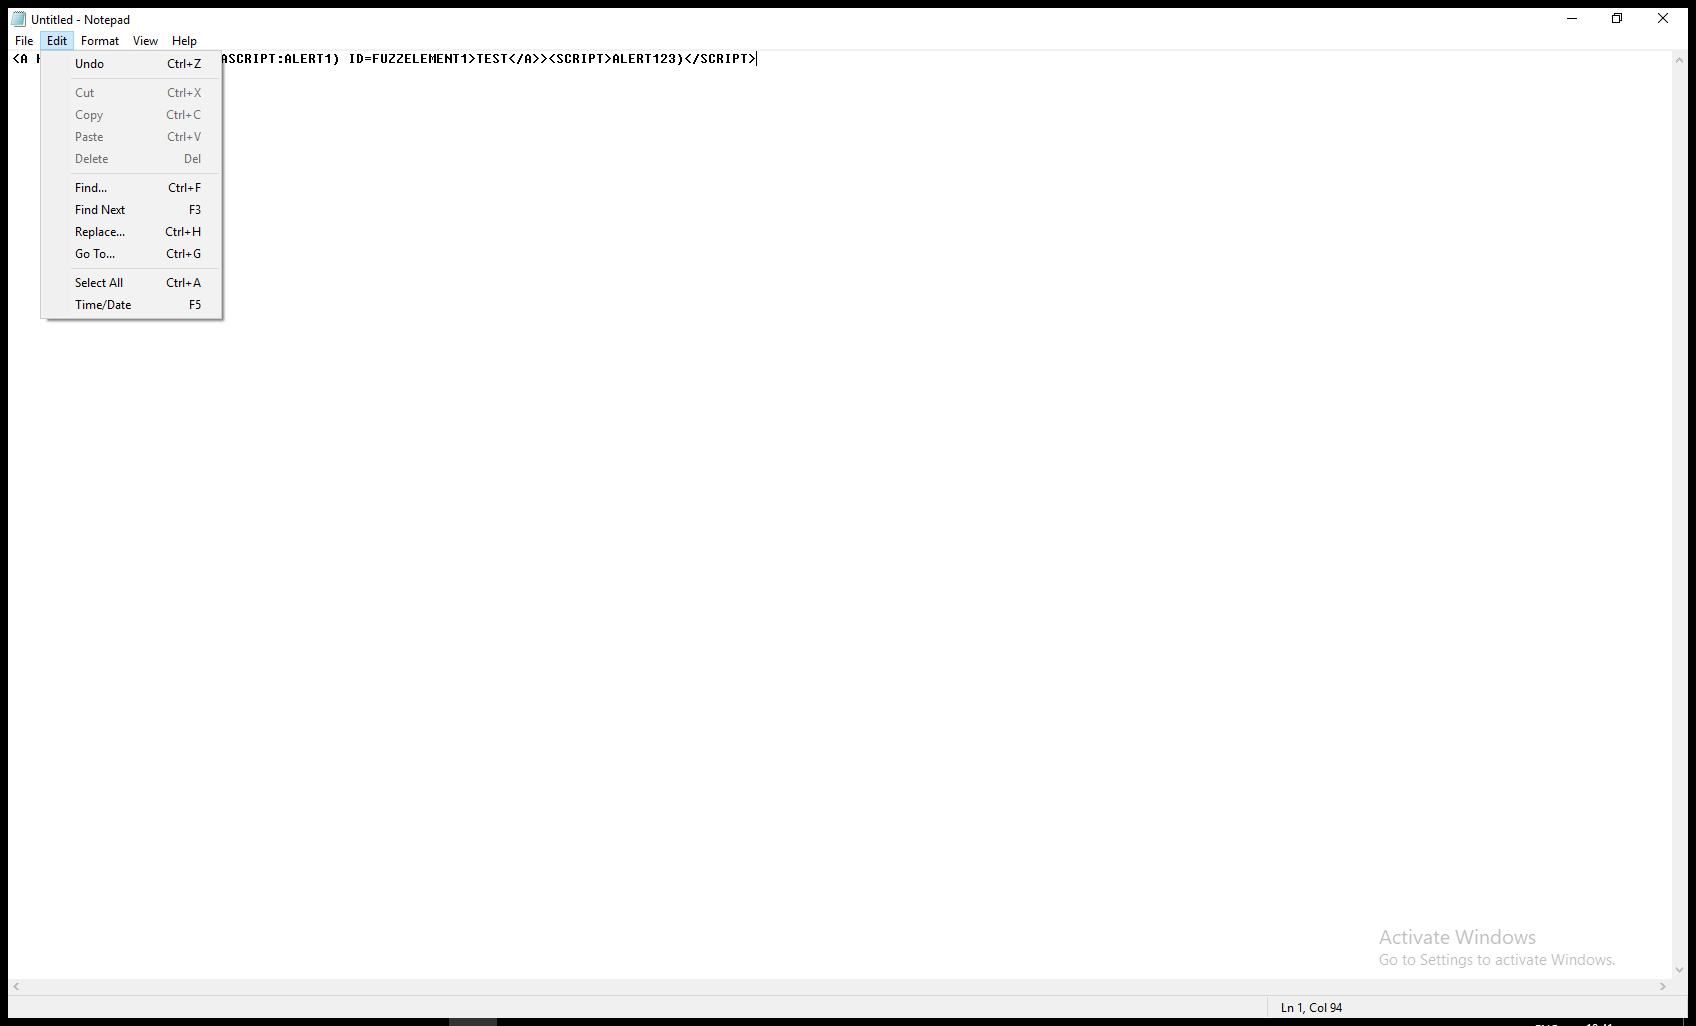 Untitled - Notepad
File Edit Format View Help
<A ASCRIPT:ALERT1) ID=FUZZELEMENT1>TEST</A>><SCRIPT>ALERT123)</SCRIPT>
Undo Ctrl+Z
Cut Ctrl+X
Copy Ctrl+C
Paste Ctrl+V
Delete Del
Find... Ctrl+F
Find Next F3
Replace... Ctrl+H
Go To... Ctrl+G
Select All Ctrl+A
Time/Date F5
Activate Windows
Go to Settings to activate Windows.
Ln 1, Col 94